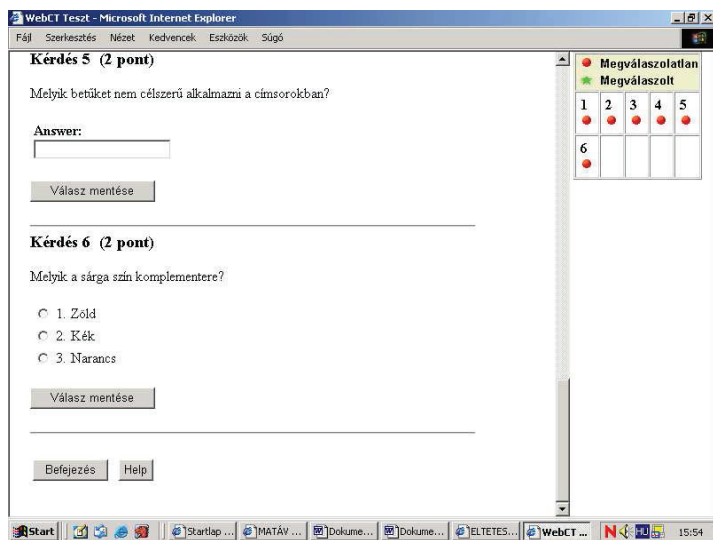 WebCT Teszt - Microsoft Internet Explorer
Fájl Szerkesztés Nézet Kedvencek Eszközök Súgó
Kérdés 5 (2 pont)
Melyik betűket nem célszerű alkalmazni a címsorokban?
Answer:
Válasz mentése
Kérdés 6 (2 pont)
Melyik a sárga szín komplementere?
1. Zöld
2. Kék
3. Narancs
Válasz mentése
Befejezés Help
Megválaszolatlan
Megválaszolt
1 2 3 4 5
6
Start Startlap ... MATÁV ... Dokume... Dokume... ELTETES... WebCT ... HU 15:54